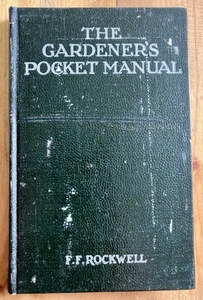 THE
GARDENER'S
POCKET MANUAL
F.F. ROCKWELL